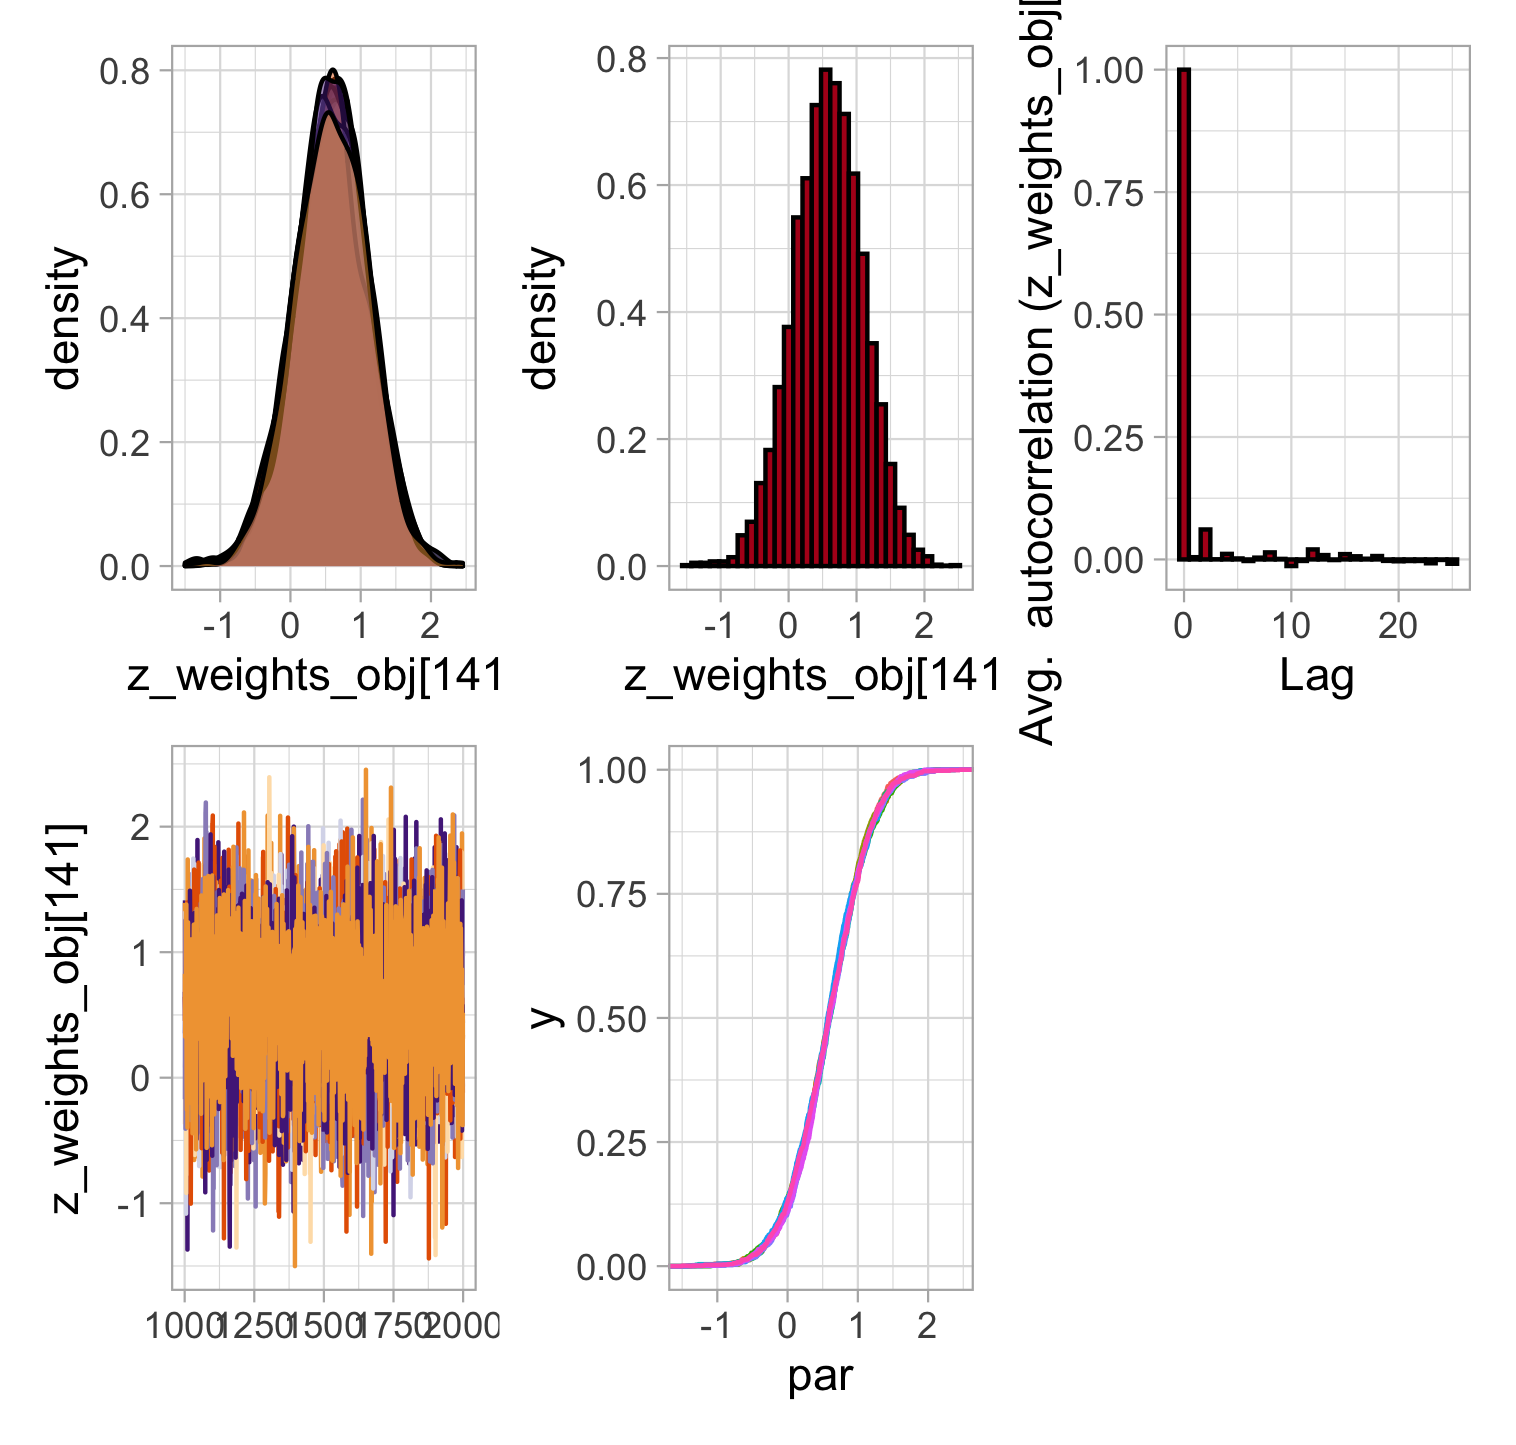 density
0.8
0.6
0.4
0.2
0.0
-1 0 1 2
z_weights_obj[141
density
0.8
0.6
0.4
0.2
0.0
-1 0 1 2
z_weights_obj[141
Avg. autocorrelation (z_weights_obj[
1.00
0.75
0.50
0.25
0.00
0 10 20
Lag
z_weights_obj[141]
2
1
0
-1
1000 1250 1500 1750 2000
y
1.00
0.75
0.50
0.25
0.00
-1 0 1 2
par